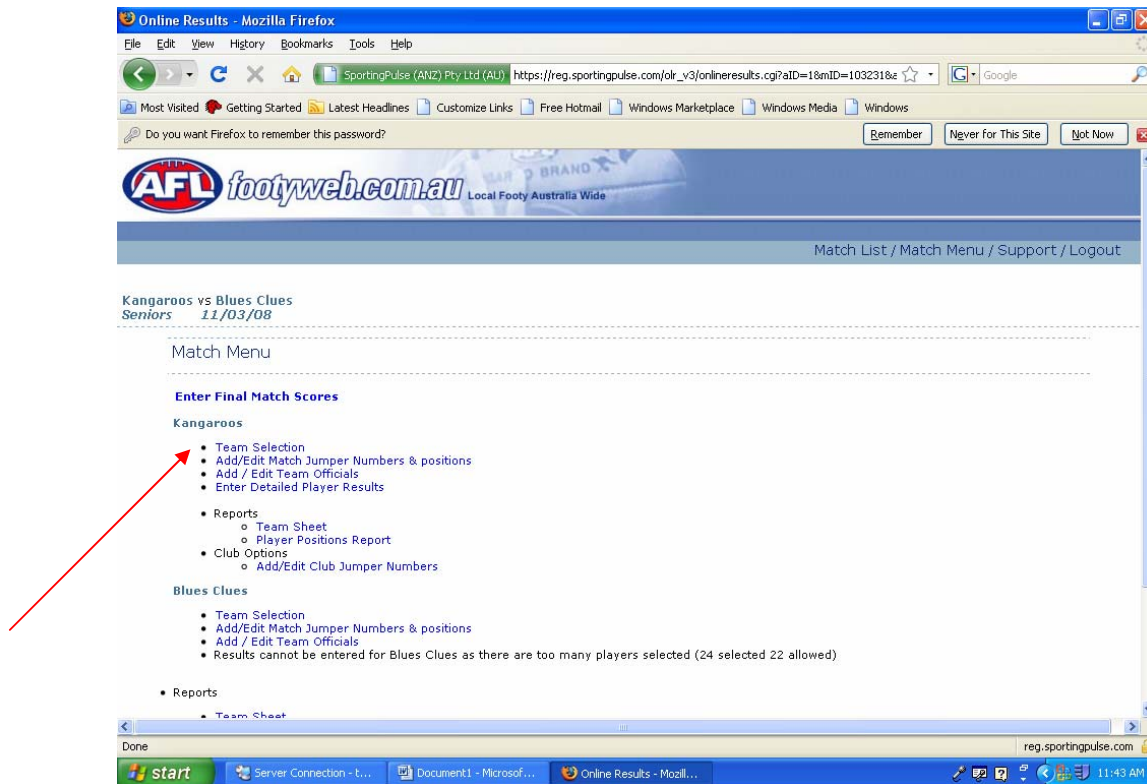 Online Results - Mozilla Firefox
File Edit View History Bookmarks Tools Help
SportingPulse (ANZ) Pty Ltd (AU) https://reg.sportingpulse.com/olr_v3/onlineresults.cgi?aID=1&mID=103231&a G Google
Most Visited Getting Started Latest Headlines Customize Links Free Hotmail Windows Marketplace Windows Media Windows
Do you want Firefox to remember this password? Remember Never for This Site Not Now
AFL footyweb.com.au Local Footy Australia Wide
BRAND
Match List / Match Menu / Support / Logout
Kangaroos vs Blues Clues
Seniors 11/03/08
Match Menu
Enter Final Match Scores
Kangaroos
• Team Selection
• Add/Edit Match Jumper Numbers & positions
• Add / Edit Team Officials
• Enter Detailed Player Results
• Reports
o Team Sheet
o Player Positions Report
• Club Options
o Add/Edit Club Jumper Numbers
Blues Clues
• Team Selection
• Add/Edit Match Jumper Numbers & positions
• Add / Edit Team Officials
• Results cannot be entered for Blues Clues as there are too many players selected (24 selected 22 allowed)
• Reports
• Team Sheet
Done reg.sportingpulse.com
start Server Connection - t... Document1 - Microsof... Online Results - Mozill... 11:43 AM